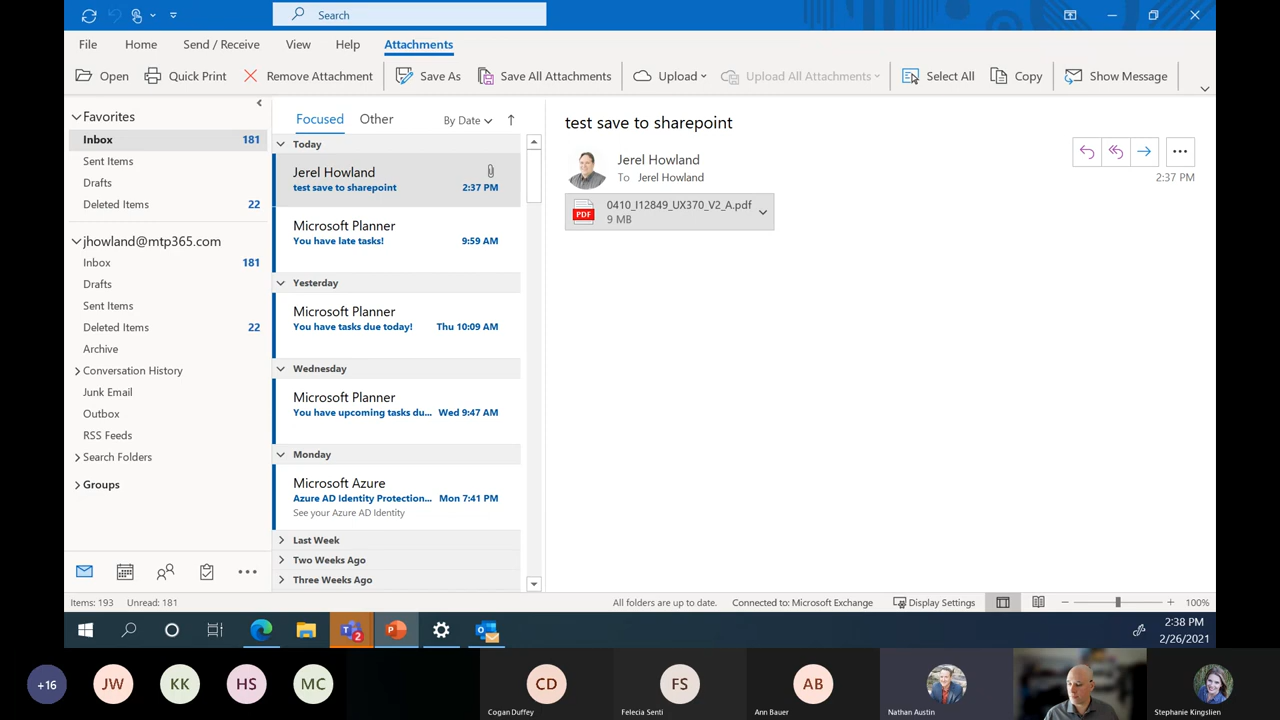 Search
File Home Send / Receive View Help Attachments
Open Quick Print Remove Attachment Save As Save All Attachments Upload Upload All Attachments Select All Copy Show Message
Favorites
Inbox 181
Sent Items
Drafts
Deleted Items 22
jhowland@mtp365.com
Inbox 181
Drafts
Sent Items
Deleted Items 22
Archive
Conversation History
Junk Email
Outbox
RSS Feeds
Search Folders
Groups
Focused Other By Date
Today
Jerel Howland
test save to sharepoint 2:37 PM
Microsoft Planner
You have late tasks! 9:59 AM
Yesterday
Microsoft Planner
You have tasks due today! Thu 10:09 AM
Wednesday
Microsoft Planner
You have upcoming tasks du... Wed 9:47 AM
Monday
Microsoft Azure
Azure AD Identity Protection... Mon 7:41 PM
See your Azure AD Identity
Last Week
Two Weeks Ago
Three Weeks Ago
test save to sharepoint
Jerel Howland
To Jerel Howland
2:37 PM
PDF
0410_I12849_UX370_V2_A.pdf
9 MB
Items: 193 Unread: 181 All folders are up to date. Connected to: Microsoft Exchange Display Settings 100%
2
2:38 PM
2/26/2021
+16 JW KK HS MC CD FS AB
Cogan Duffey Felecia Senti Ann Bauer Nathan Austin Stephanie Kingslien